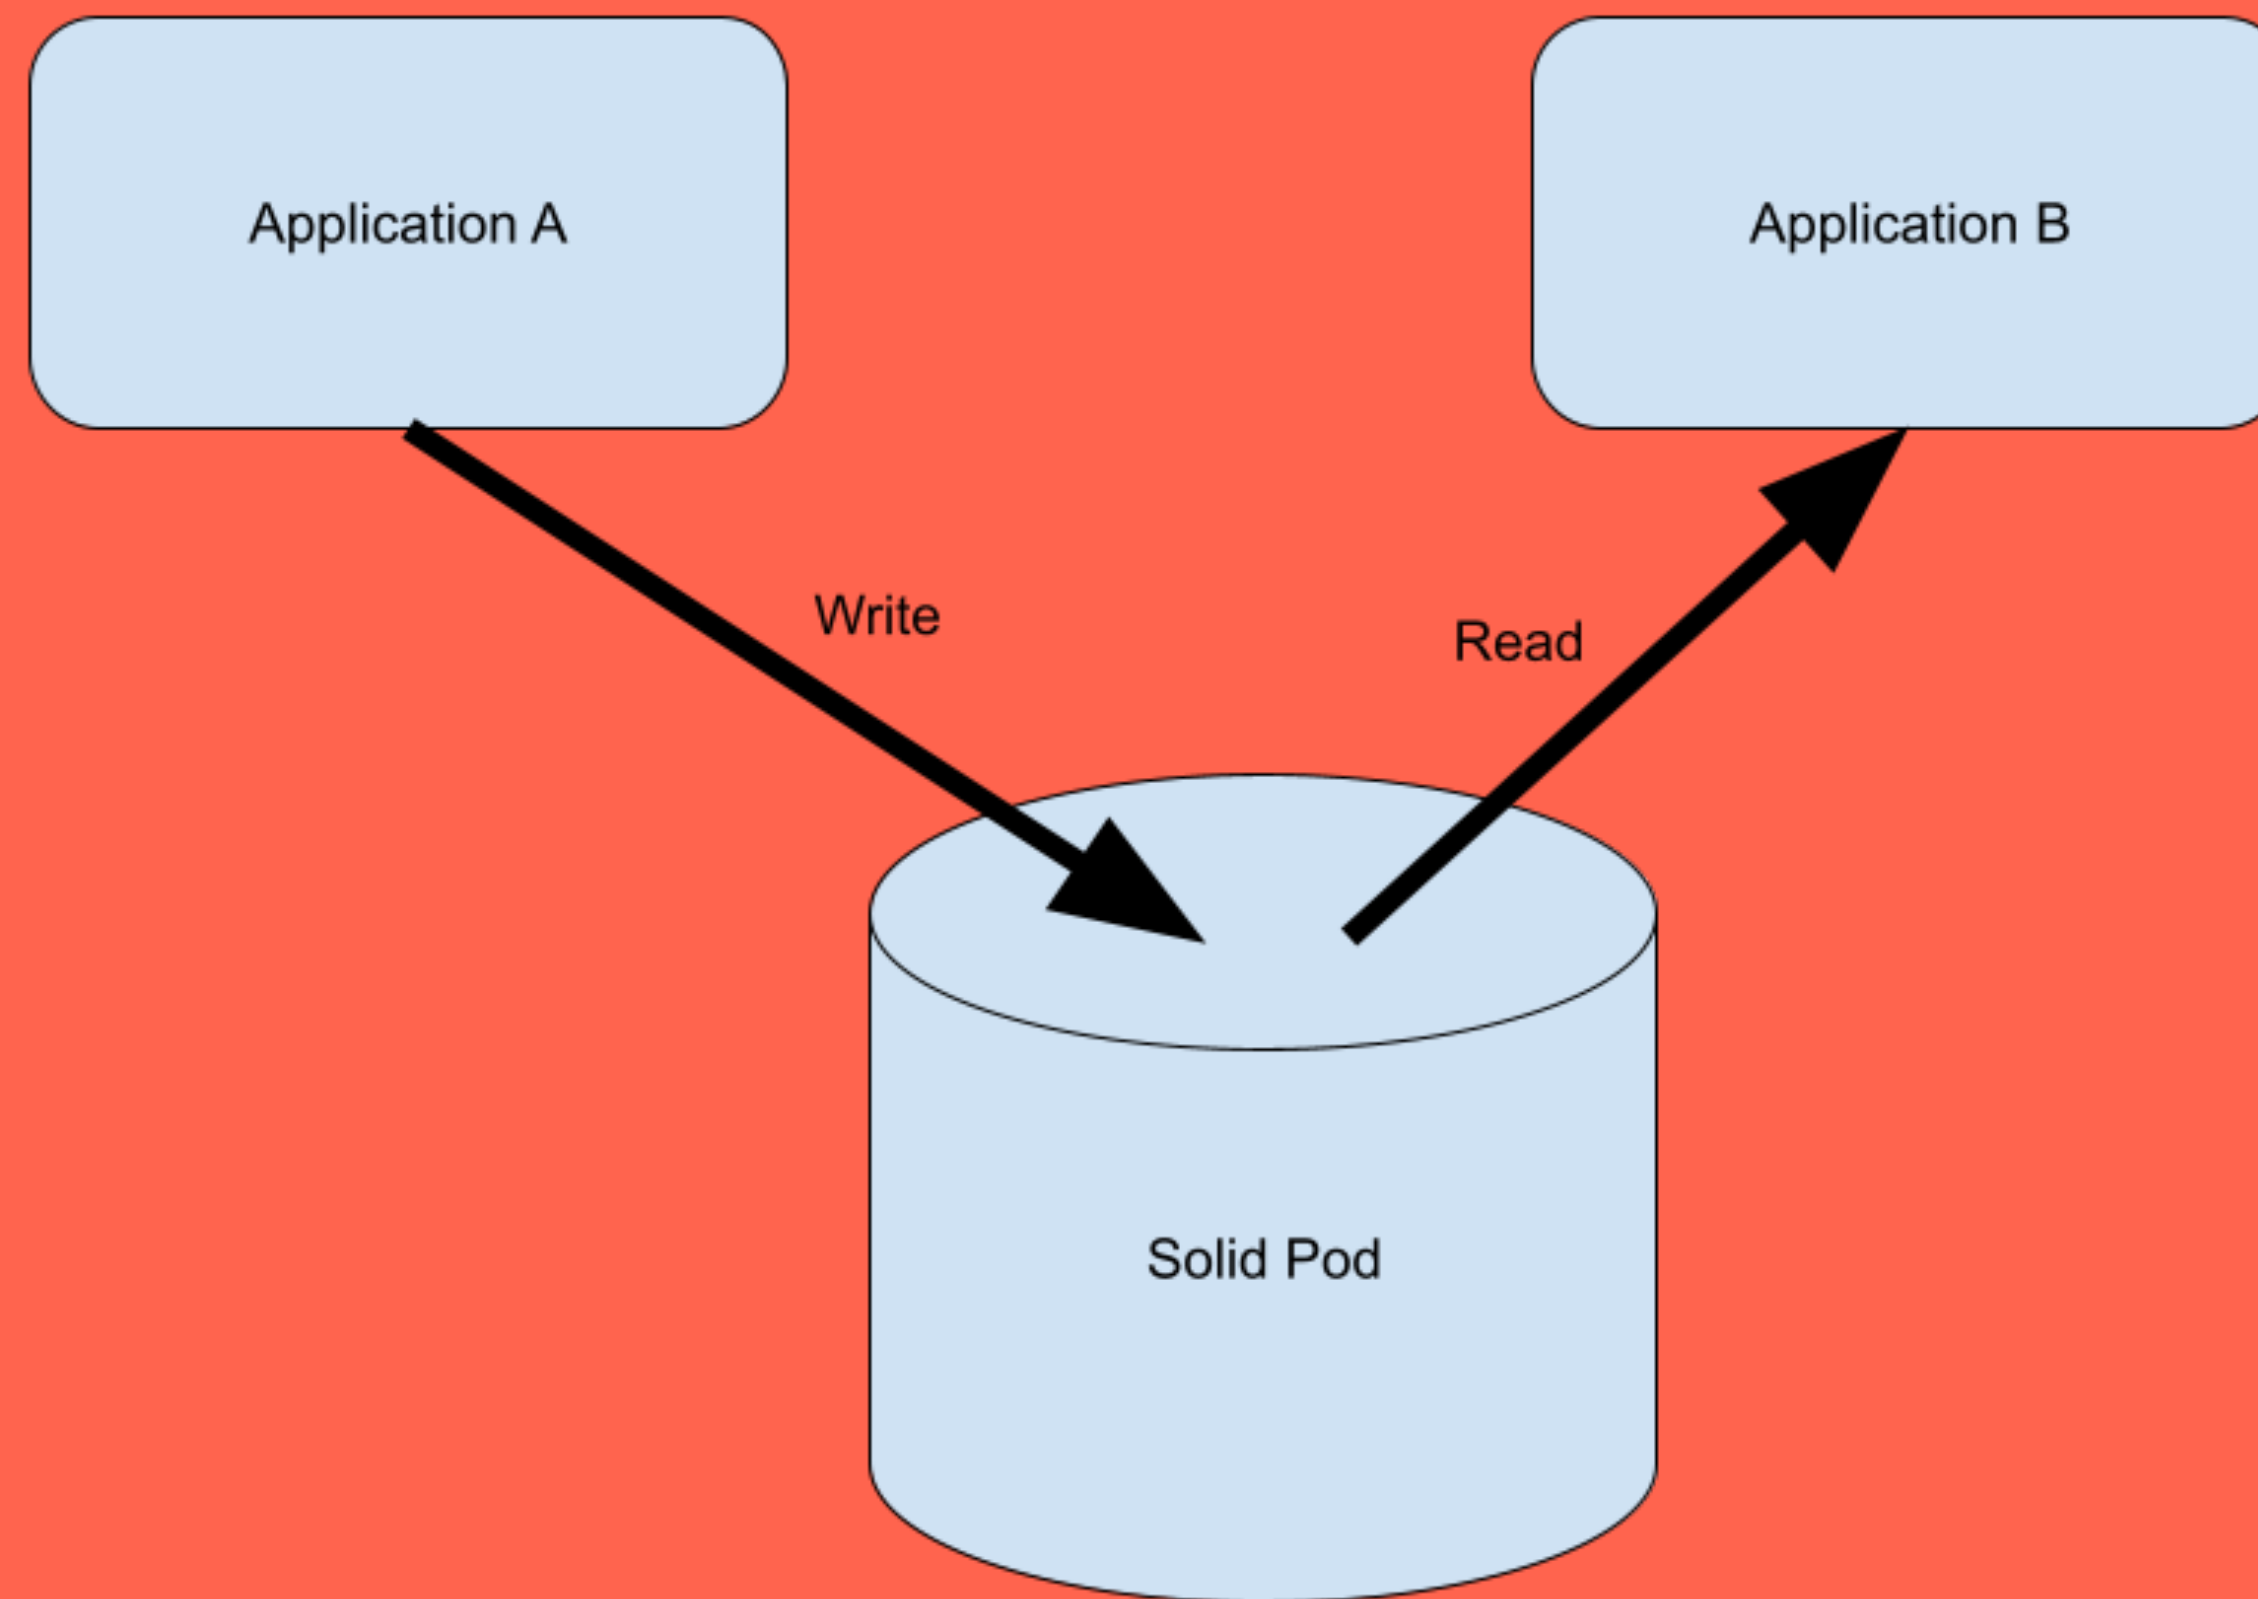 Application A
Application B
Write
Read
Solid Pod